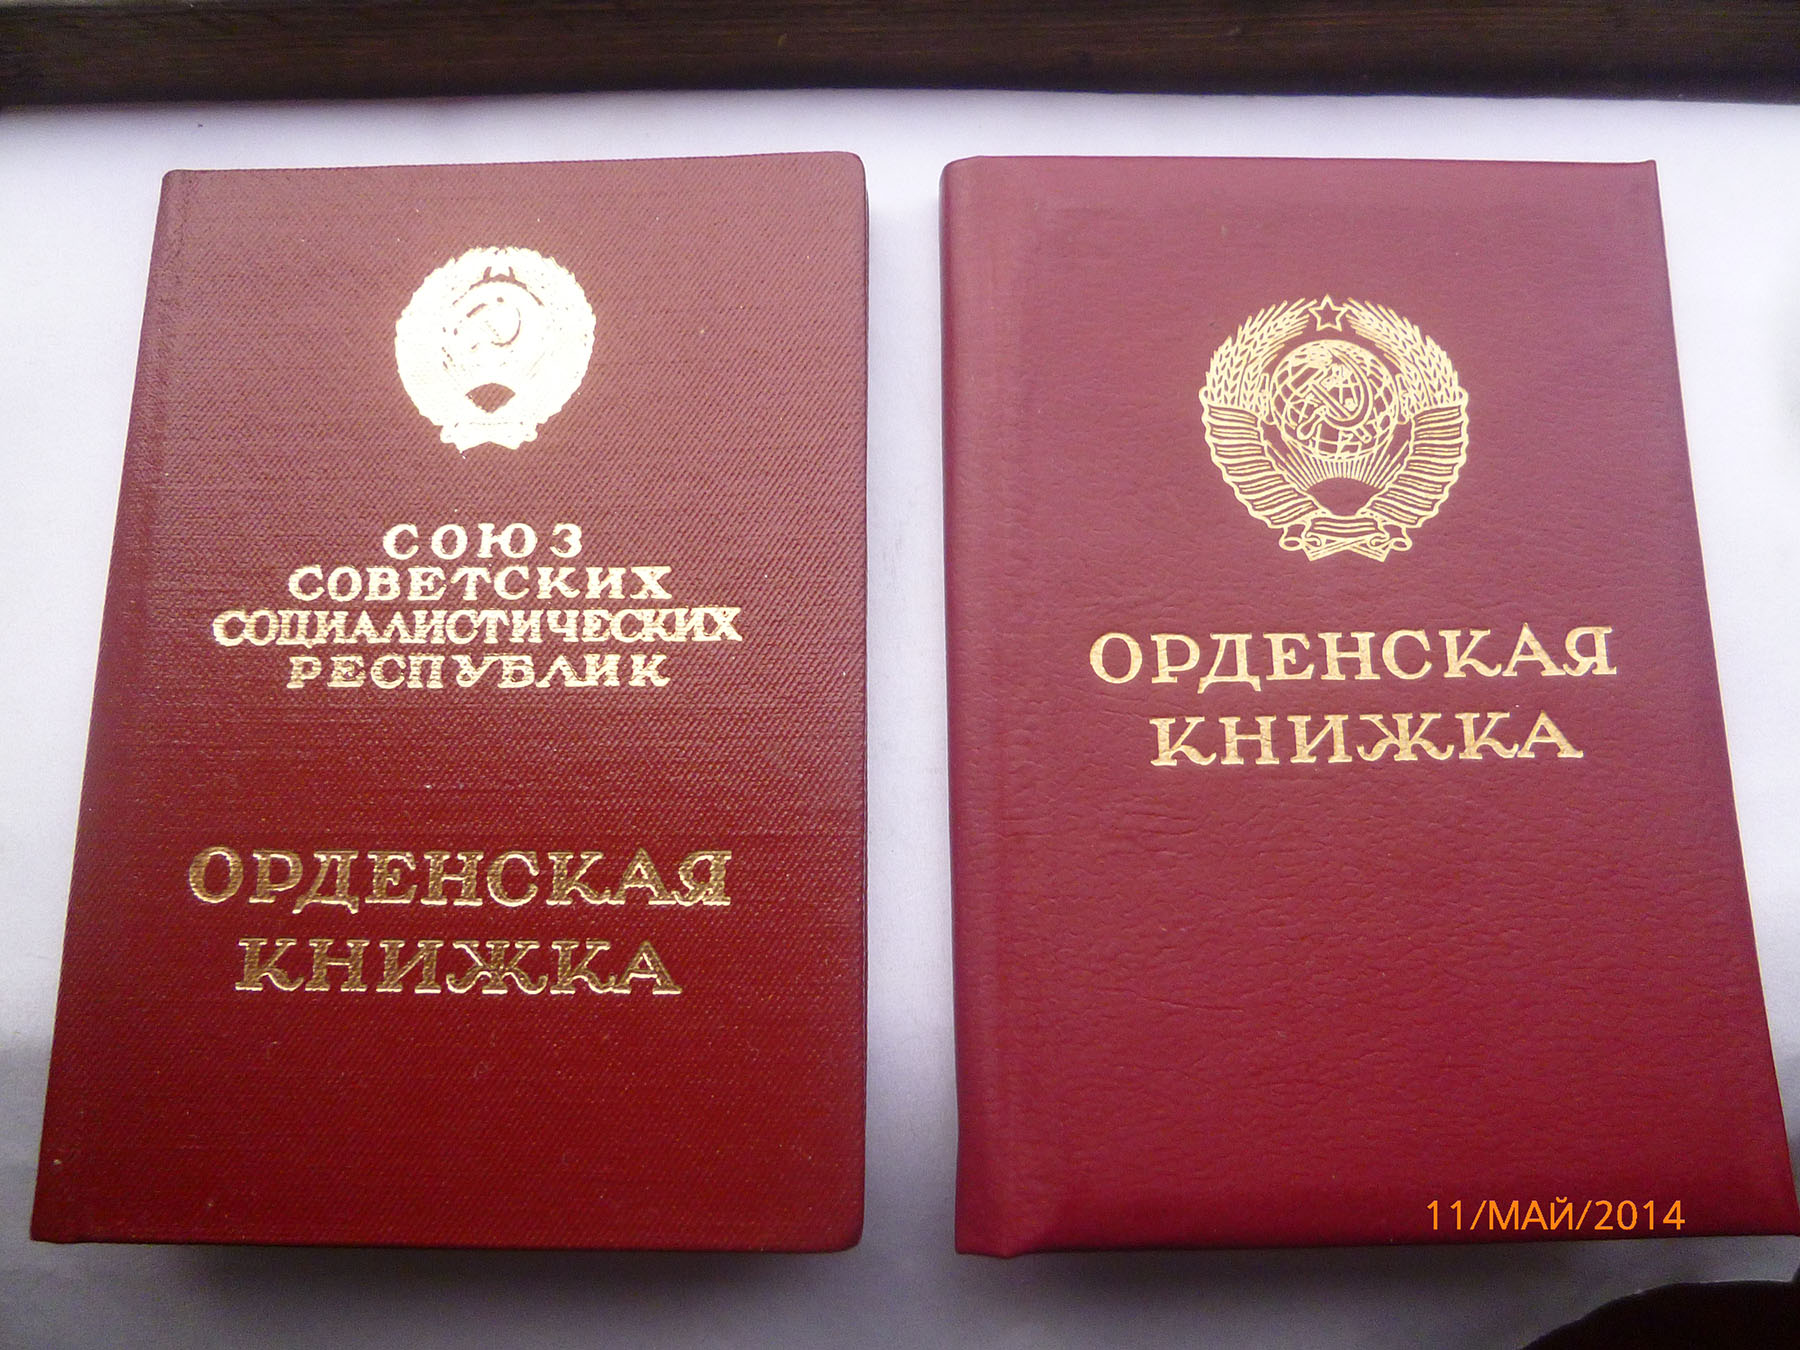 СОЮЗ
СОВЕТСКИХ
СОЦИАЛИСТИЧЕСКИХ
РЕСПУБЛИК
ОРДЕНСКАЯ
КНИЖКА
ОРДЕНСКАЯ
КНИЖКА
11/МАЙ/2014